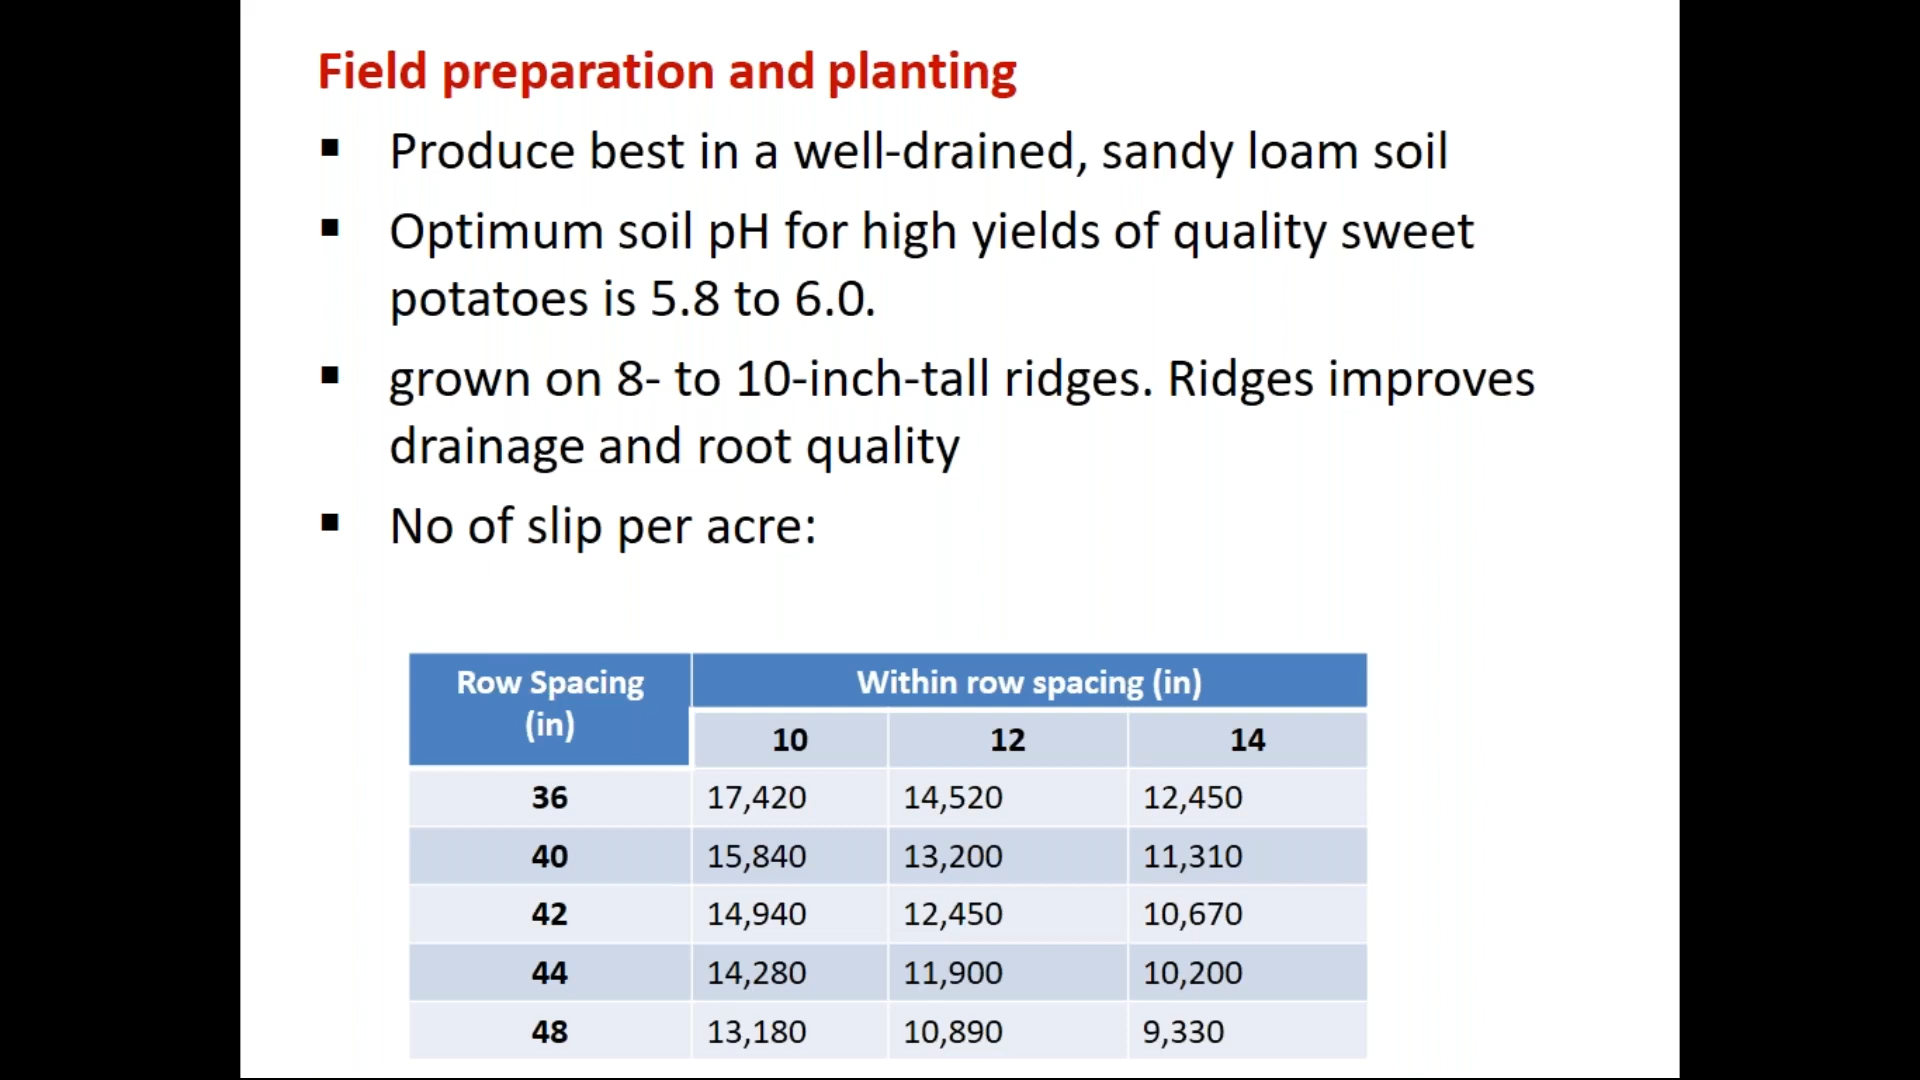 Field preparation and planting
▪ Produce best in a well-drained, sandy loam soil
▪ Optimum soil pH for high yields of quality sweet
potatoes is 5.8 to 6.0.
▪ grown on 8- to 10-inch-tall ridges. Ridges improves
drainage and root quality
▪ No of slip per acre:
Row Spacing (in) Within row spacing (in)
10 12 14
36 17,420 14,520 12,450
40 15,840 13,200 11,310
42 14,940 12,450 10,670
44 14,280 11,900 10,200
48 13,180 10,890 9,330